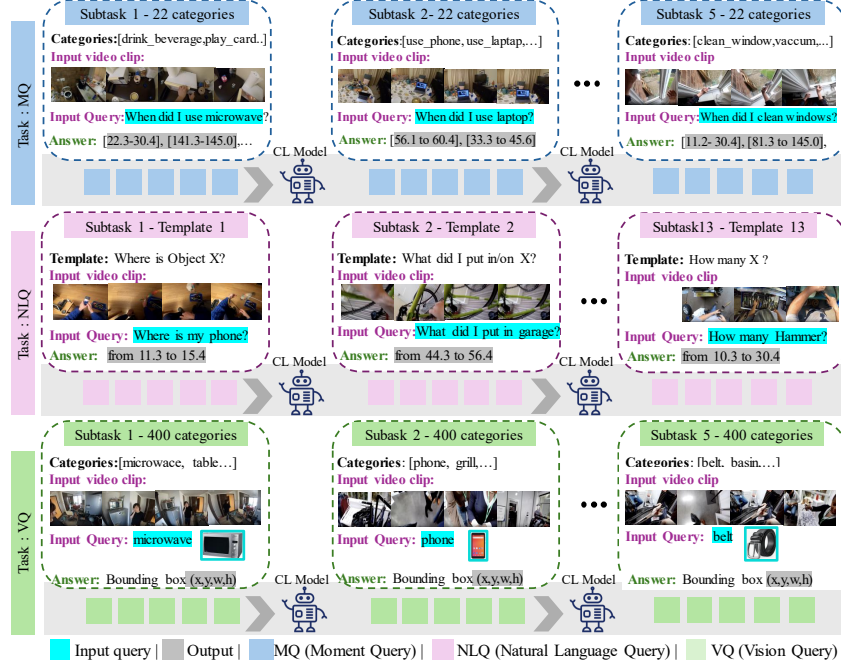 Task : MQ
Subtask 1 - 22 categories
Categories:[drink_beverage,play_card..]
Input video clip:
Input Query:When did I use microwave?
Answer: [22.3-30.4], [141.3-145.0],...
CL Model
Subtask 2- 22 categories
Categories:[use_phone, use_laptap,...]
Input video clip:
Input Query: When did I use laptop?
Answer: [56.1 to 60.4], [33.3 to 45.6]
CL Model
•••
Subtask 5 - 22 categories
Categories: [clean_window,vaccum,...]
Input video clip
Input Query: When did I clean windows?
Answer: [11.2- 30.4], [81.3 to 145.0],
Task : NLQ
Subtask 1 - Template 1
Template: Where is Object X?
Input video clip:
Input Query: Where is my phone?
Answer: from 11.3 to 15.4
CL Model
Subtask 2 - Template 2
Template: What did I put in/on X?
Input video clip:
Input Query:What did I put in garage?
Answer: from 44.3 to 56.4
CL Model
•••
Subtask13 - Template 13
Template: How many X ?
Input video clip
Input Query: How many Hammer?
Answer: from 10.3 to 30.4
Task : VQ
Subtask 1 - 400 categories
Categories:[microwace, table...]
Input video clip:
Input Query: microwave
Answer: Bounding box (x,y,w,h)
CL Model
Subask 2 - 400 categories
Categories: [phone, grill,...]
Input video clip:
Input Query: phone
Answer: Bounding box (x,y,w,h)
CL Model
•••
Subtask 5 - 400 categories
Categories: [belt, basin,...]
Input video clip
Input Query: belt
Answer: Bounding box (x,y,w,h)
Input query | Output | MQ (Moment Query) | NLQ (Natural Language Query) | VQ (Vision Query)